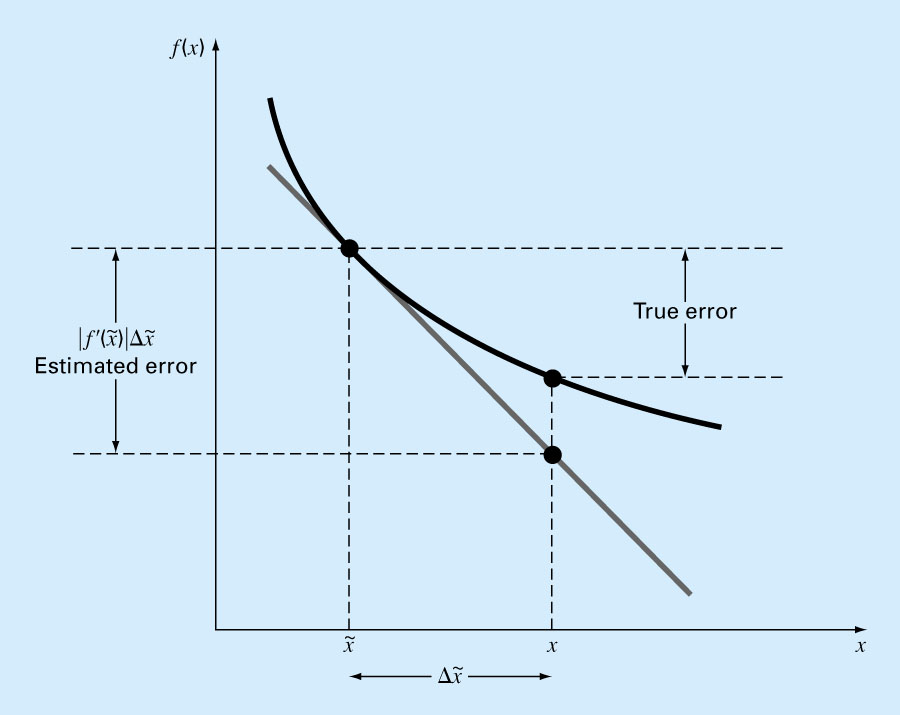 f(x)
True error
|f′(x̃)|Δx̃
Estimated error
x̃
x
x
Δx̃